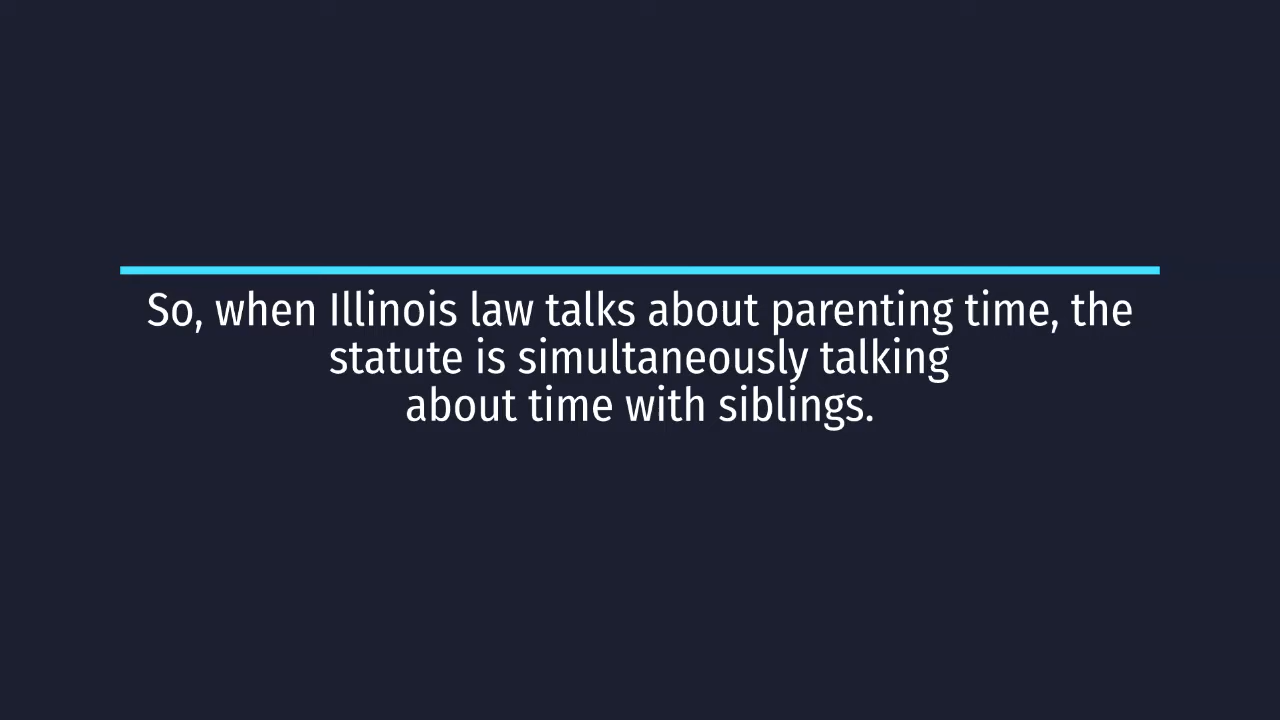 So, when Illinois law talks about parenting time, the
statute is simultaneously talking
about time with siblings.